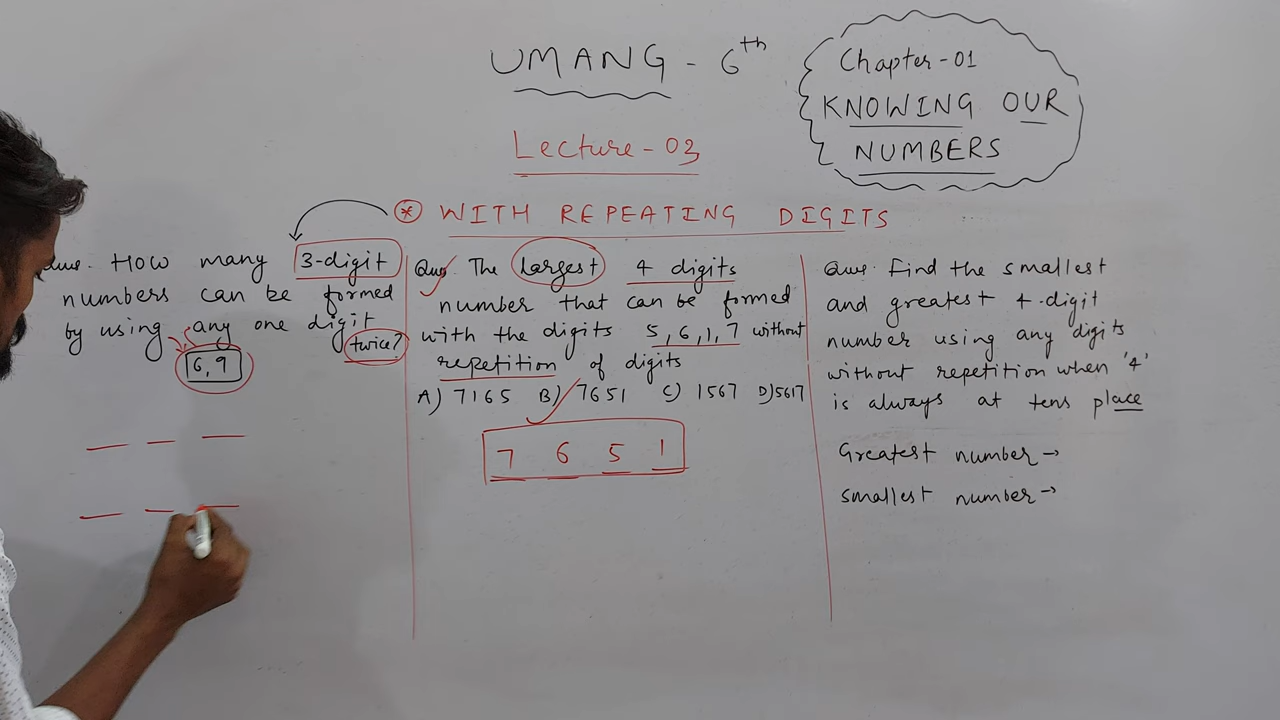 UMANG - 6th
Chapter-01
KNOWING OUR
NUMBERS
Lecture-03
* WITH REPEATING DIGITS
How many 3-digit
numbers can be formed
by using any one digit
twice?
6, 9
Que. The largest 4 digits
number that can be formed
with the digits 5, 6, 1, 7 without
repetition of digits
A) 7165 B) 7651 C) 1567 D) 5617
7 6 5 1
Que. Find the smallest
and greatest 4-digit
number using any digits
without repetition when '4'
is always at tens place
Greatest number→
smallest number→